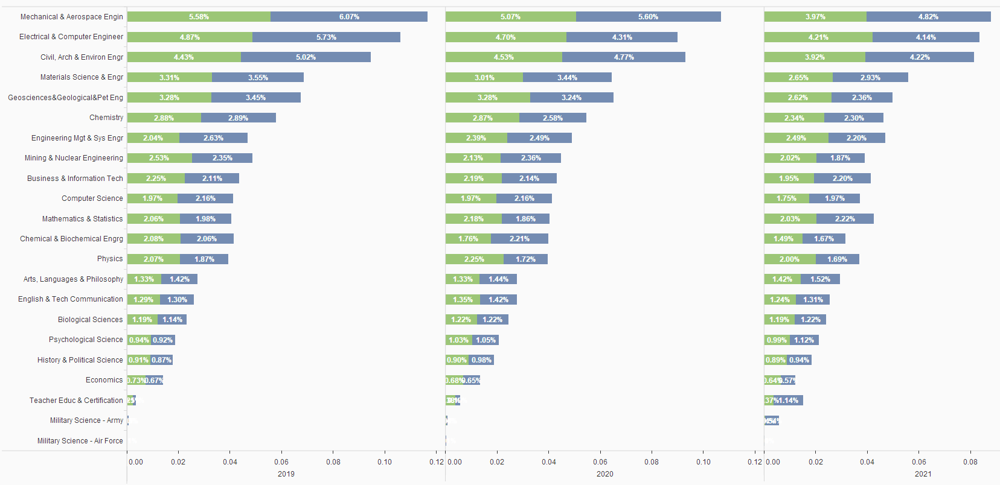 Mechanical & Aerospace Engin 5.58% 6.07% 5.07% 5.60% 3.97% 4.82%
Electrical & Computer Engineer 4.87% 5.73% 4.70% 4.31% 4.21% 4.14%
Civil, Arch & Environ Engr 4.43% 5.02% 4.53% 4.77% 3.92% 4.22%
Materials Science & Engr 3.31% 3.55% 3.01% 3.44% 2.65% 2.93%
Geosciences&Geological&Pet Eng 3.28% 3.45% 3.28% 3.24% 2.62% 2.36%
Chemistry 2.88% 2.89% 2.87% 2.58% 2.34% 2.30%
Engineering Mgt & Sys Engr 2.04% 2.63% 2.39% 2.49% 2.49% 2.20%
Mining & Nuclear Engineering 2.53% 2.35% 2.13% 2.36% 2.02% 1.87%
Business & Information Tech 2.25% 2.11% 2.19% 2.14% 1.95% 2.20%
Computer Science 1.97% 2.16% 1.97% 2.16% 1.75% 1.97%
Mathematics & Statistics 2.06% 1.98% 2.18% 1.86% 2.03% 2.22%
Chemical & Biochemical Engrg 2.08% 2.06% 1.76% 2.21% 1.49% 1.67%
Physics 2.07% 1.87% 2.25% 1.72% 2.00% 1.69%
Arts, Languages & Philosophy 1.33% 1.42% 1.33% 1.44% 1.42% 1.52%
English & Tech Communication 1.29% 1.30% 1.35% 1.42% 1.24% 1.31%
Biological Sciences 1.19% 1.14% 1.22% 1.22% 1.19% 1.22%
Psychological Science 0.94% 0.92% 1.03% 1.05% 0.99% 1.12%
History & Political Science 0.91% 0.87% 0.90% 0.98% 0.89% 0.94%
Economics 0.73% 0.67% 0.68% 0.65% 0.64% 0.57%
Teacher Educ & Certification 1.14%
Military Science - Army
Military Science - Air Force
0.00 0.02 0.04 0.06 0.08 0.10 0.12 0.00 0.02 0.04 0.06 0.08 0.10 0.12 0.00 0.02 0.04 0.06 0.08
2019 2020 2021